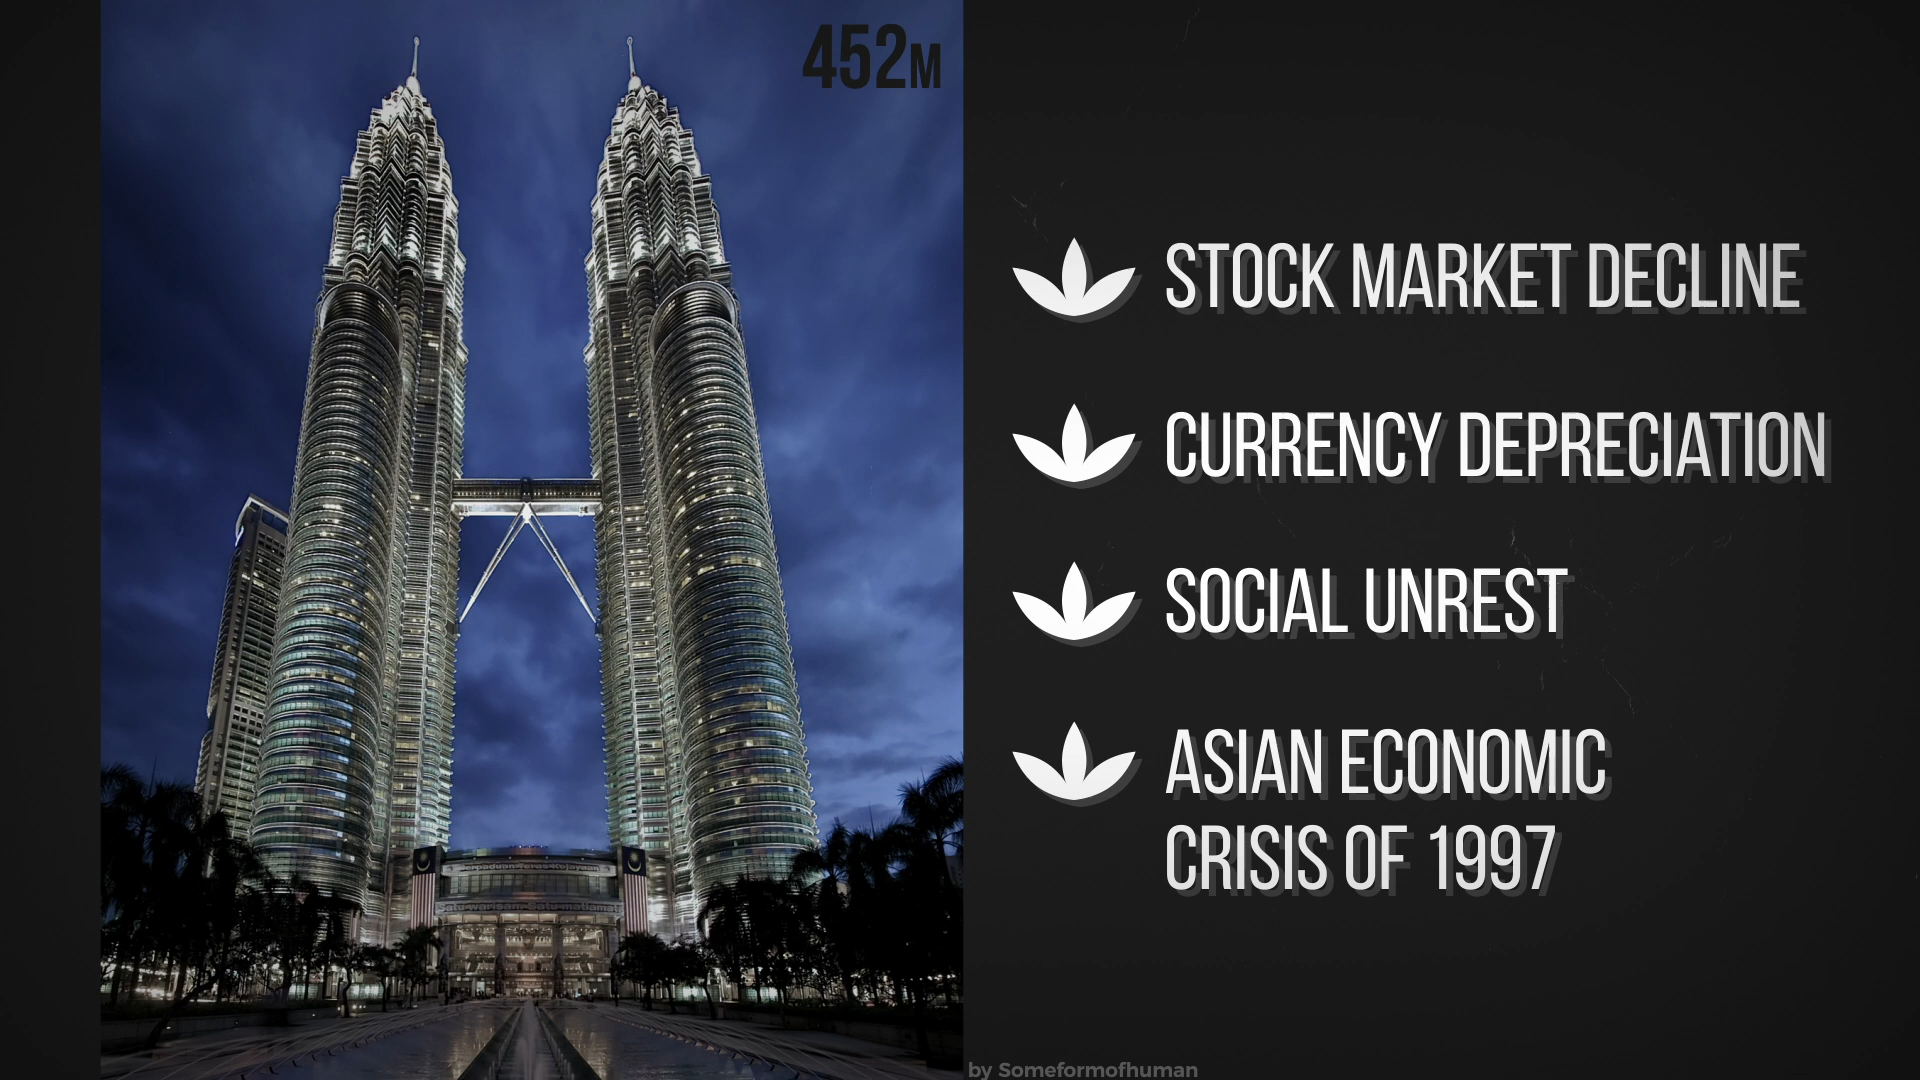 452M
STOCK MARKET DECLINE
CURRENCY DEPRECIATION
SOCIAL UNREST
ASIAN ECONOMIC
CRISIS OF 1997
by Someformofhuman